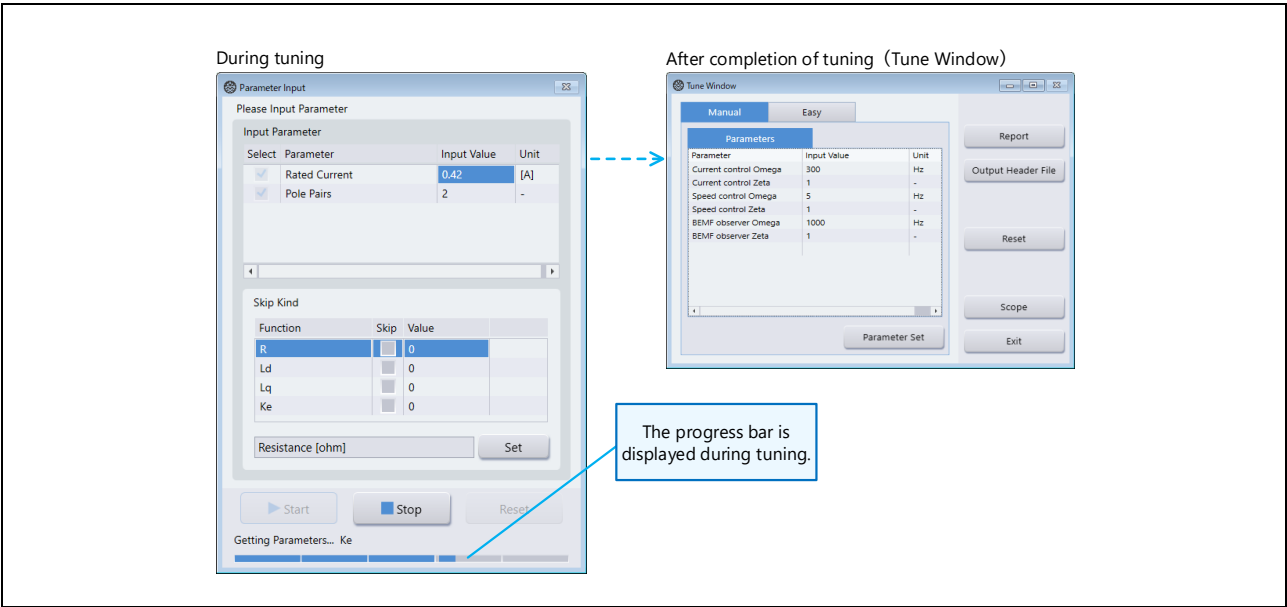 During tuning
Parameter Input
Please Input Parameter
Input Parameter
Select Parameter Input Value Unit
Rated Current 0.42 [A]
Pole Pairs 2 -
Skip Kind
Function Skip Value
R 0
Ld 0
Lq 0
Ke 0
Resistance [ohm] Set
Start Stop Reset
Getting Parameters... Ke
After completion of tuning（Tune Window）
Tune Window
Manual Easy
Parameters
Parameter Input Value Unit
Current control Omega 300 Hz
Current control Zeta 1 -
Speed control Omega 5 Hz
Speed control Zeta 1 -
BEMF observer Omega 1000 Hz
BEMF observer Zeta 1 -
Parameter Set
Report
Output Header File
Reset
Scope
Exit
The progress bar is
displayed during tuning.